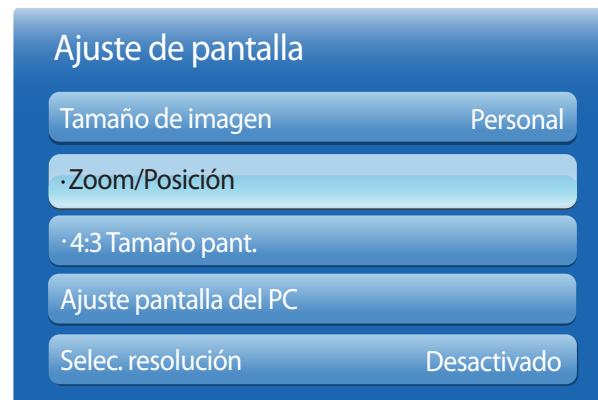 Ajuste de pantalla
Tamaño de imagen Personal
·Zoom/Posición
·4:3 Tamaño pant.
Ajuste pantalla del PC
Selec. resolución Desactivado